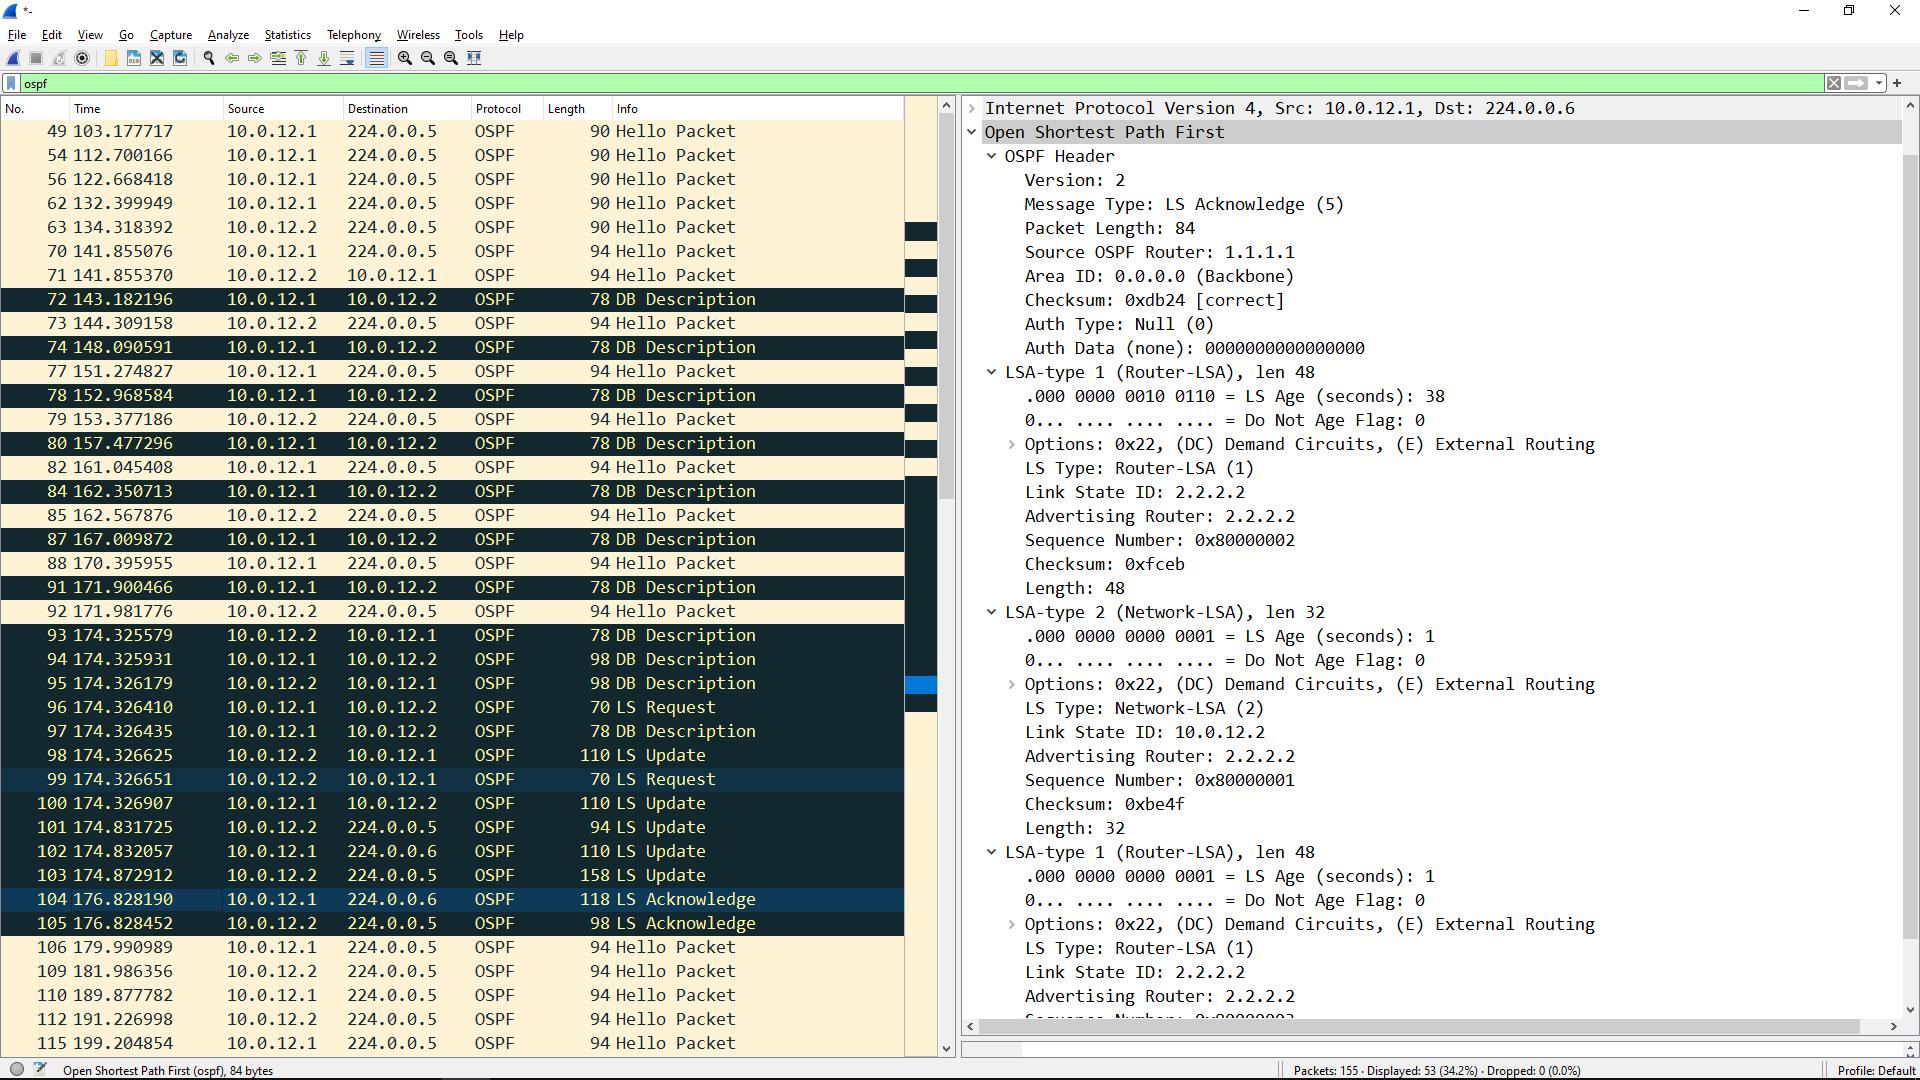 *-
File Edit View Go Capture Analyze Statistics Telephony Wireless Tools Help
ospf
No. Time Source Destination Protocol Length Info
49 103.177717 10.0.12.1 224.0.0.5 OSPF 90 Hello Packet
54 112.700166 10.0.12.1 224.0.0.5 OSPF 90 Hello Packet
56 122.668418 10.0.12.1 224.0.0.5 OSPF 90 Hello Packet
62 132.399949 10.0.12.1 224.0.0.5 OSPF 90 Hello Packet
63 134.318392 10.0.12.2 224.0.0.5 OSPF 90 Hello Packet
70 141.855076 10.0.12.1 224.0.0.5 OSPF 94 Hello Packet
71 141.855370 10.0.12.2 10.0.12.1 OSPF 94 Hello Packet
72 143.182196 10.0.12.1 10.0.12.2 OSPF 78 DB Description
73 144.309158 10.0.12.2 224.0.0.5 OSPF 94 Hello Packet
74 148.090591 10.0.12.1 10.0.12.2 OSPF 78 DB Description
77 151.274827 10.0.12.1 224.0.0.5 OSPF 94 Hello Packet
78 152.968584 10.0.12.1 10.0.12.2 OSPF 78 DB Description
79 153.377186 10.0.12.2 224.0.0.5 OSPF 94 Hello Packet
80 157.477296 10.0.12.1 10.0.12.2 OSPF 78 DB Description
82 161.045408 10.0.12.1 224.0.0.5 OSPF 94 Hello Packet
84 162.350713 10.0.12.1 10.0.12.2 OSPF 78 DB Description
85 162.567876 10.0.12.2 224.0.0.5 OSPF 94 Hello Packet
87 167.009872 10.0.12.1 10.0.12.2 OSPF 78 DB Description
88 170.395955 10.0.12.1 224.0.0.5 OSPF 94 Hello Packet
91 171.900466 10.0.12.1 10.0.12.2 OSPF 78 DB Description
92 171.981776 10.0.12.2 224.0.0.5 OSPF 94 Hello Packet
93 174.325579 10.0.12.2 10.0.12.1 OSPF 78 DB Description
94 174.325931 10.0.12.1 10.0.12.2 OSPF 98 DB Description
95 174.326179 10.0.12.2 10.0.12.1 OSPF 98 DB Description
96 174.326410 10.0.12.1 10.0.12.2 OSPF 70 LS Request
97 174.326435 10.0.12.1 10.0.12.2 OSPF 78 DB Description
98 174.326625 10.0.12.2 10.0.12.1 OSPF 110 LS Update
99 174.326651 10.0.12.2 10.0.12.1 OSPF 70 LS Request
100 174.326907 10.0.12.1 10.0.12.2 OSPF 110 LS Update
101 174.831725 10.0.12.2 224.0.0.5 OSPF 94 LS Update
102 174.832057 10.0.12.1 224.0.0.6 OSPF 110 LS Update
103 174.872912 10.0.12.2 224.0.0.5 OSPF 158 LS Update
104 176.828190 10.0.12.1 224.0.0.6 OSPF 118 LS Acknowledge
105 176.828452 10.0.12.2 224.0.0.5 OSPF 98 LS Acknowledge
106 179.990989 10.0.12.1 224.0.0.5 OSPF 94 Hello Packet
109 181.986356 10.0.12.2 224.0.0.5 OSPF 94 Hello Packet
110 189.877782 10.0.12.1 224.0.0.5 OSPF 94 Hello Packet
112 191.226998 10.0.12.2 224.0.0.5 OSPF 94 Hello Packet
115 199.204854 10.0.12.1 224.0.0.5 OSPF 94 Hello Packet
Internet Protocol Version 4, Src: 10.0.12.1, Dst: 224.0.0.6
Open Shortest Path First
OSPF Header
Version: 2
Message Type: LS Acknowledge (5)
Packet Length: 84
Source OSPF Router: 1.1.1.1
Area ID: 0.0.0.0 (Backbone)
Checksum: 0xdb24 [correct]
Auth Type: Null (0)
Auth Data (none): 0000000000000000
LSA-type 1 (Router-LSA), len 48
.000 0000 0010 0110 = LS Age (seconds): 38
0... .... .... .... = Do Not Age Flag: 0
Options: 0x22, (DC) Demand Circuits, (E) External Routing
LS Type: Router-LSA (1)
Link State ID: 2.2.2.2
Advertising Router: 2.2.2.2
Sequence Number: 0x80000002
Checksum: 0xfceb
Length: 48
LSA-type 2 (Network-LSA), len 32
.000 0000 0000 0001 = LS Age (seconds): 1
0... .... .... .... = Do Not Age Flag: 0
Options: 0x22, (DC) Demand Circuits, (E) External Routing
LS Type: Network-LSA (2)
Link State ID: 10.0.12.2
Advertising Router: 2.2.2.2
Sequence Number: 0x80000001
Checksum: 0xbe4f
Length: 32
LSA-type 1 (Router-LSA), len 48
.000 0000 0000 0001 = LS Age (seconds): 1
0... .... .... .... = Do Not Age Flag: 0
Options: 0x22, (DC) Demand Circuits, (E) External Routing
LS Type: Router-LSA (1)
Link State ID: 2.2.2.2
Advertising Router: 2.2.2.2
Open Shortest Path First (ospf), 84 bytes
Packets: 155 · Displayed: 53 (34.2%) · Dropped: 0 (0.0%)
Profile: Default